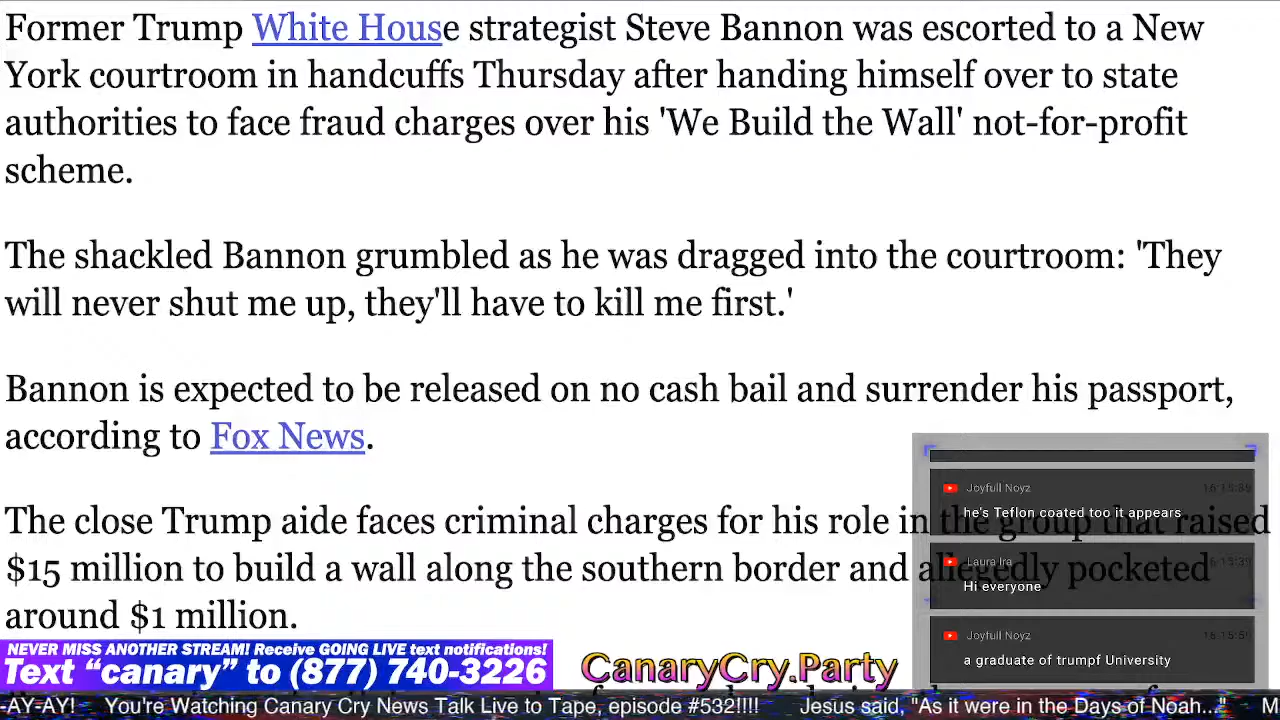 Former Trump White House strategist Steve Bannon was escorted to a New
York courtroom in handcuffs Thursday after handing himself over to state
authorities to face fraud charges over his 'We Build the Wall' not-for-profit
scheme.
The shackled Bannon grumbled as he was dragged into the courtroom: 'They
will never shut me up, they'll have to kill me first.'
Bannon is expected to be released on no cash bail and surrender his passport,
according to Fox News.
The close Trump aide faces criminal charges for his role in the group that raised
$15 million to build a wall along the southern border and allegedly pocketed
around $1 million.
Joyfull Noyz
he's Teflon coated too it appears
Laura Ira
Hi everyone
Joyfull Noyz
a graduate of trumpf University
NEVER MISS ANOTHER STREAM! Receive GOING LIVE text notifications!
Text “canary” to (877) 740-3226
CanaryCry.Party
-AY-AY! You're Watching Canary Cry News Talk Live to Tape, episode #532!!!! Jesus said, "As it were in the Days of Noah..." M